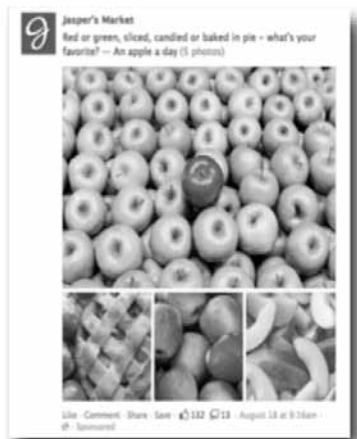 Jasper's Market
Red or green, sliced, candied or baked in pie – what's your
favorite? — An apple a day (5 photos)
Like · Comment · Share · Save · 132 13 · August 18 at 9:16am ·
Sponsored